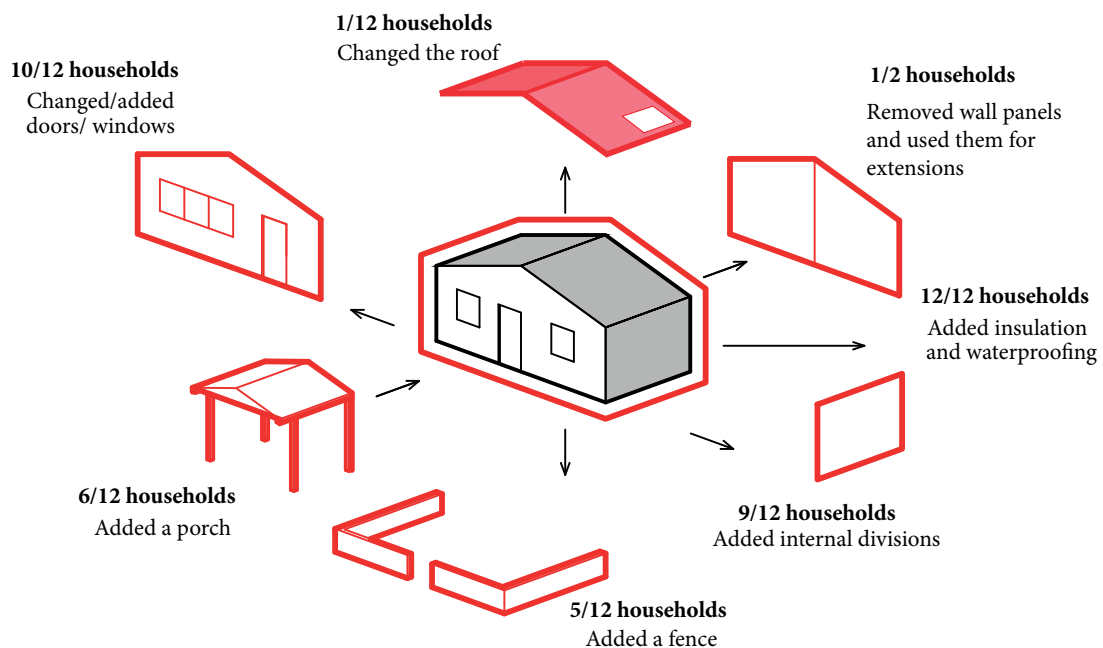 1/12 households
Changed the roof
10/12 households
Changed/added
doors/ windows
1/2 households
Removed wall panels
and used them for
extensions
12/12 households
Added insulation
and waterproofing
6/12 households
Added a porch
9/12 households
Added internal divisions
5/12 households
Added a fence